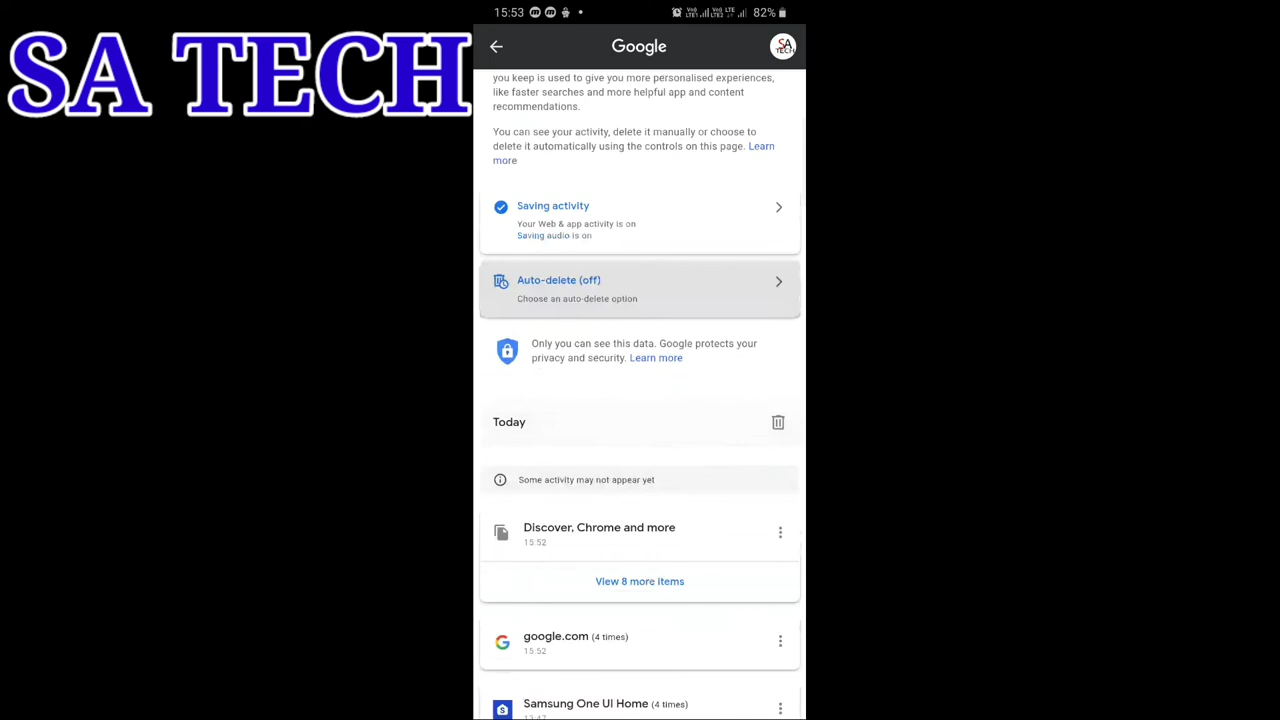 SA TECH
15:53
82%
Google
SA
TECH
you keep is used to give you more personalised experiences,
like faster searches and more helpful app and content
recommendations.
You can see your activity, delete it manually or choose to
delete it automatically using the controls on this page. Learn
more
Saving activity
Your Web & app activity is on
Saving audio is on
Auto-delete (off)
Choose an auto-delete option
Only you can see this data. Google protects your
privacy and security. Learn more
Today
Some activity may not appear yet
Discover, Chrome and more
15:52
View 8 more items
google.com (4 times)
15:52
Samsung One UI Home (4 times)